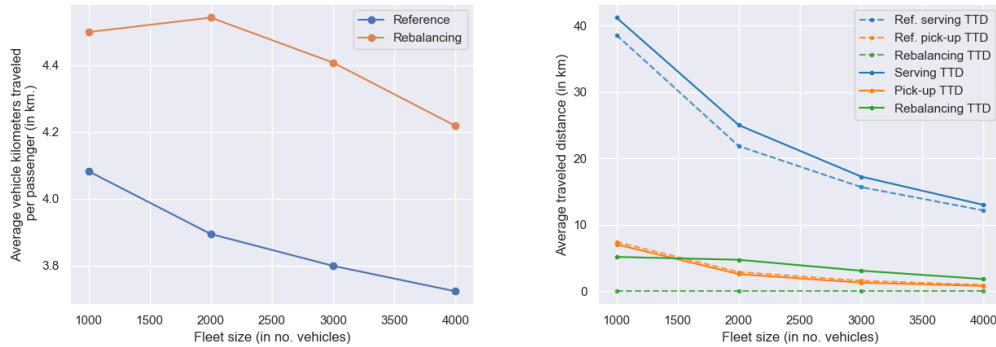 Average vehicle kilometers traveled
per passenger (in km.)
4.4
4.2
4.0
3.8
Reference
Rebalancing
1000 1500 2000 2500 3000 3500 4000
Fleet size (in no. vehicles)
Average traveled distance (in km)
40
30
20
10
0
Ref. serving TTD
Ref. pick-up TTD
Rebalancing TTD
Serving TTD
Pick-up TTD
Rebalancing TTD
1000 1500 2000 2500 3000 3500 4000
Fleet size (in no. vehicles)